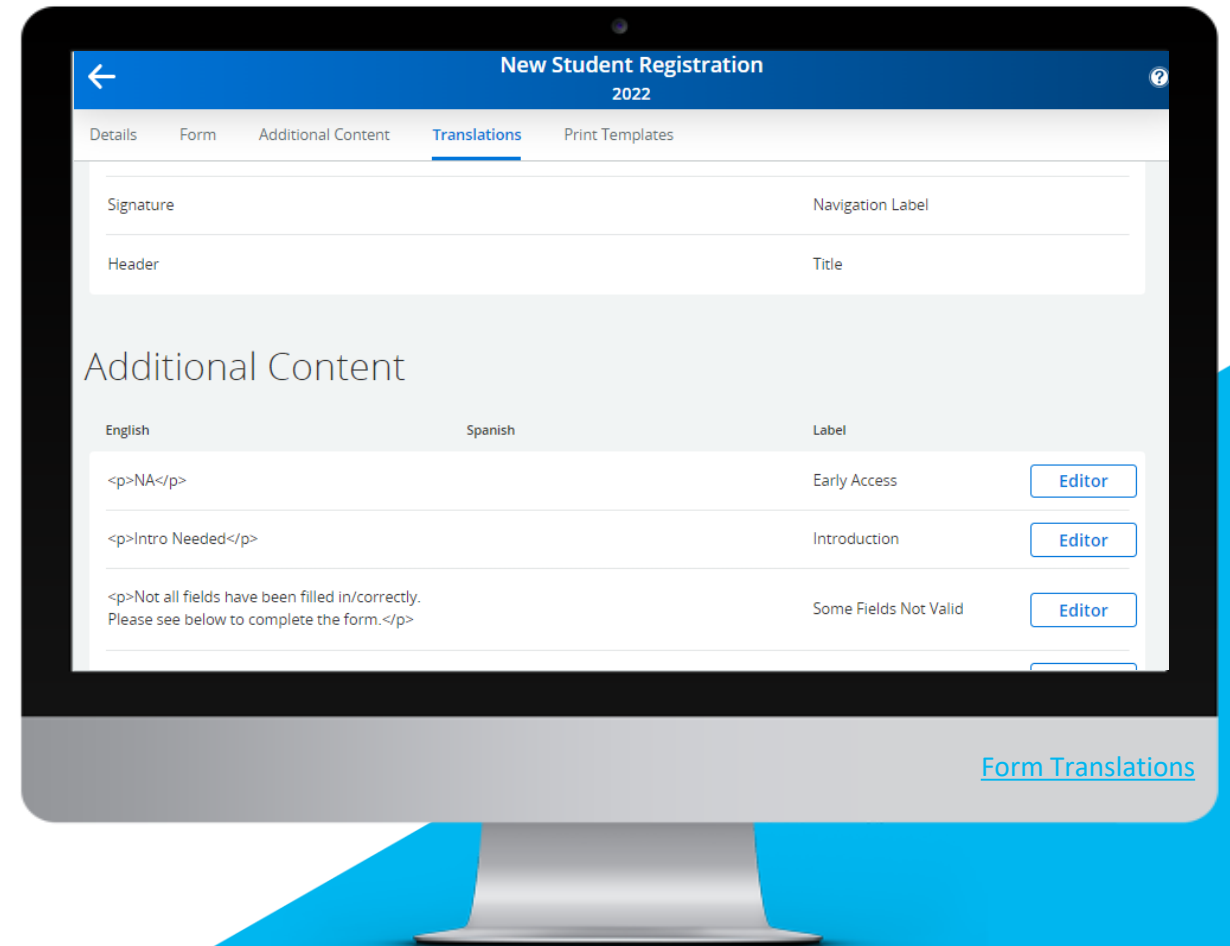 New Student Registration
2022
?
Details Form Additional Content Translations Print Templates
Signature Navigation Label
Header Title
Additional Content
English Spanish Label
<p>NA</p> Early Access Editor
<p>Intro Needed</p> Introduction Editor
<p>Not all fields have been filled in/correctly.
Please see below to complete the form.</p> Some Fields Not Valid Editor
Form Translations